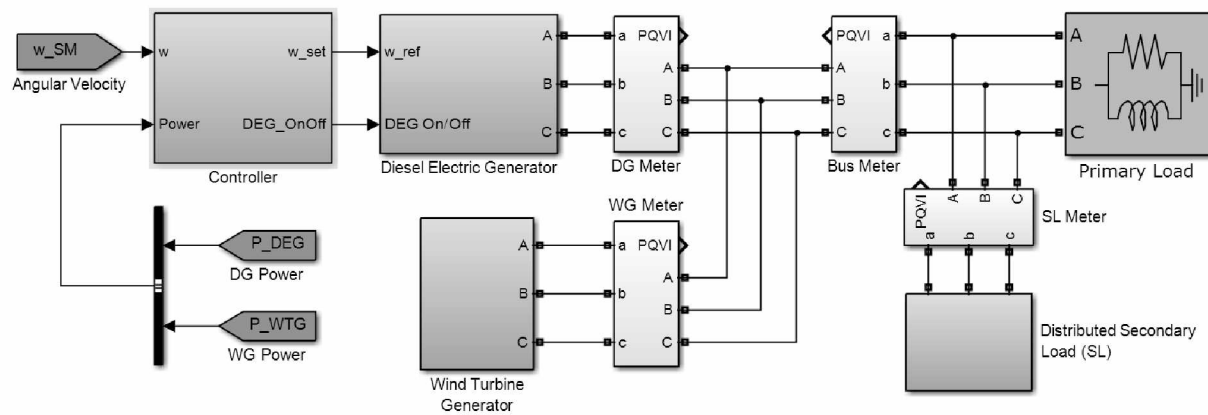 w_SM
Angular Velocity
w
Power
w_set
DEG_OnOff
Controller
w_ref
DEG On/Off
A
B
C
Diesel Electric Generator
a
b
c
PQVI
A
B
C
DG Meter
PQVI
A
B
C
a
b
c
Bus Meter
A
B
C
Primary Load
P_DEG
DG Power
P_WTG
WG Power
A
B
C
Wind Turbine
Generator
WG Meter
a
b
c
PQVI
A
B
C
PQVI
A
B
C
a
b
c
SL Meter
Distributed Secondary
Load (SL)